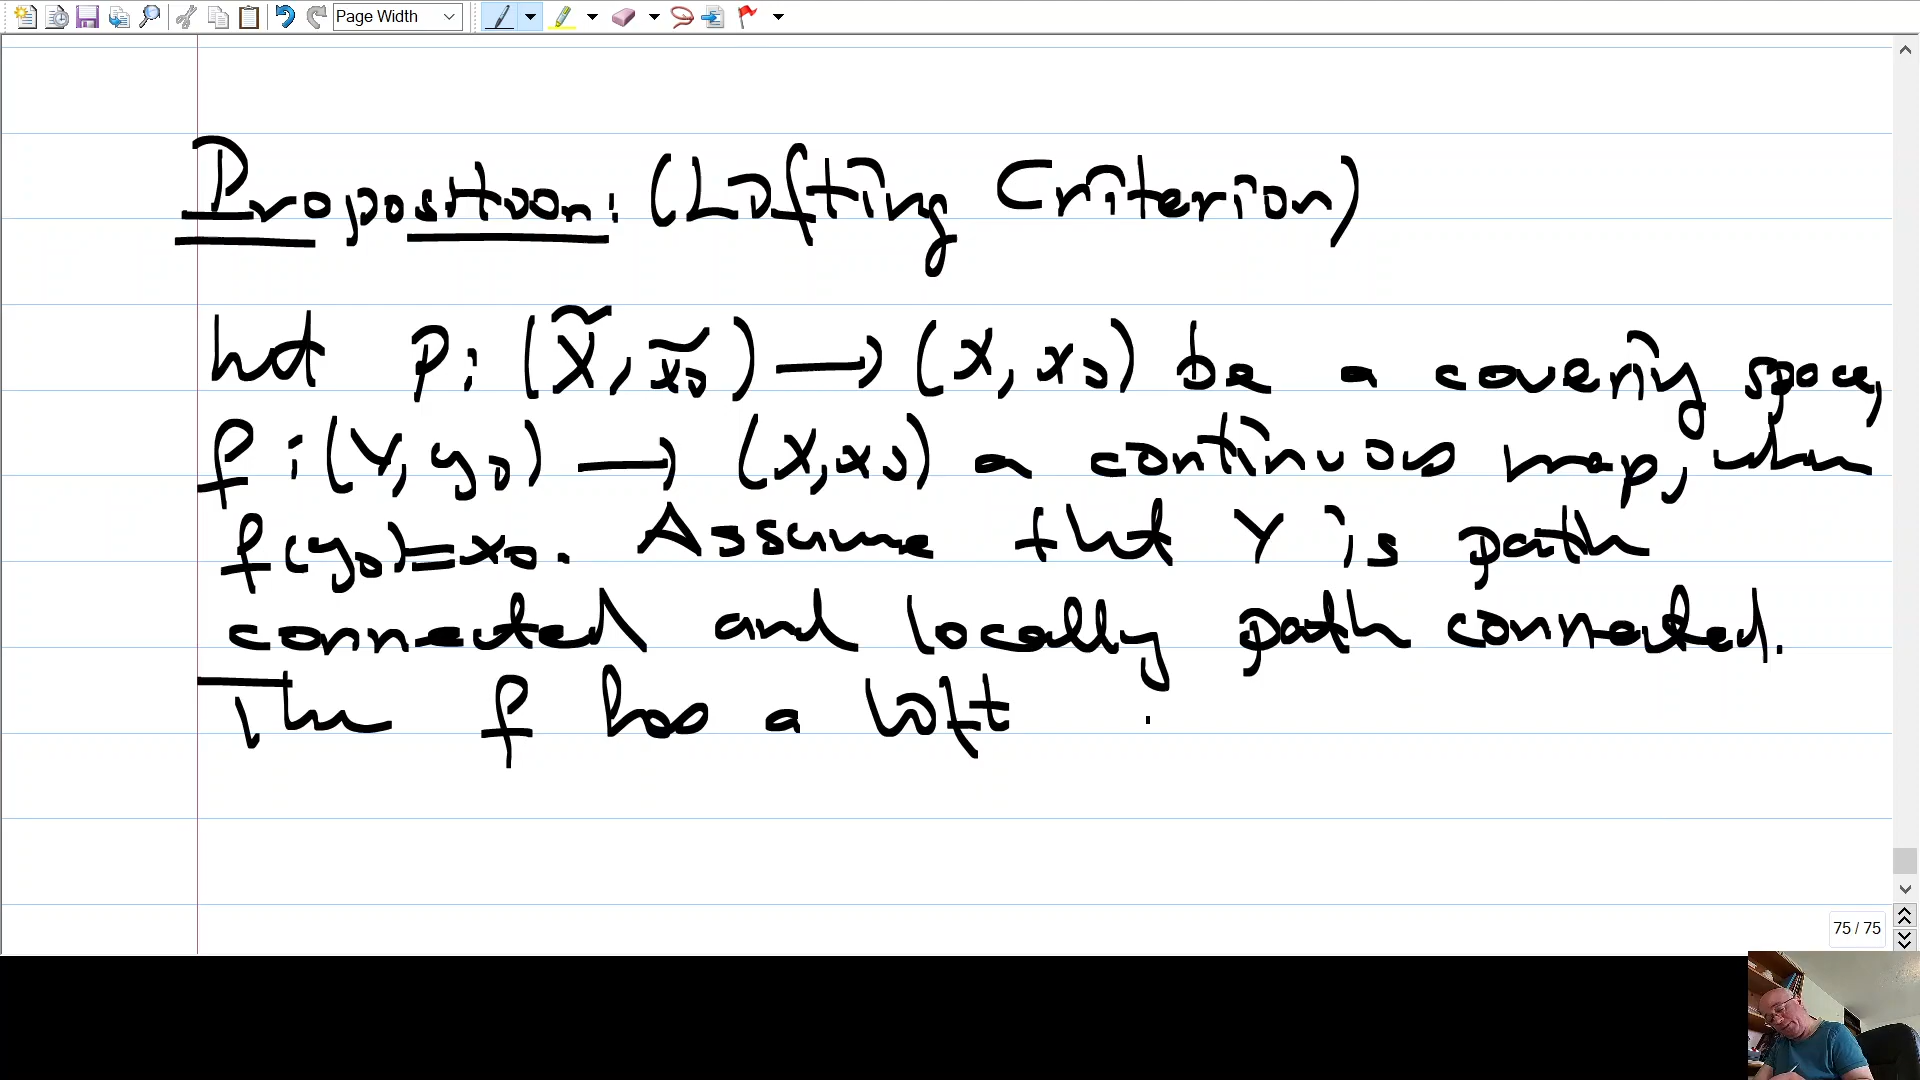 Page Width
Proposition: (Lifting Criterion)
Let p: (X̃, x̃₀) ⟶ (X, x₀) be a covering space,
f: (Y, y₀) ⟶ (X, x₀) a continuous map, when
f(y₀) = x₀. Assume that Y is path
connected and locally path connected.
Then f has a lift
75 / 75